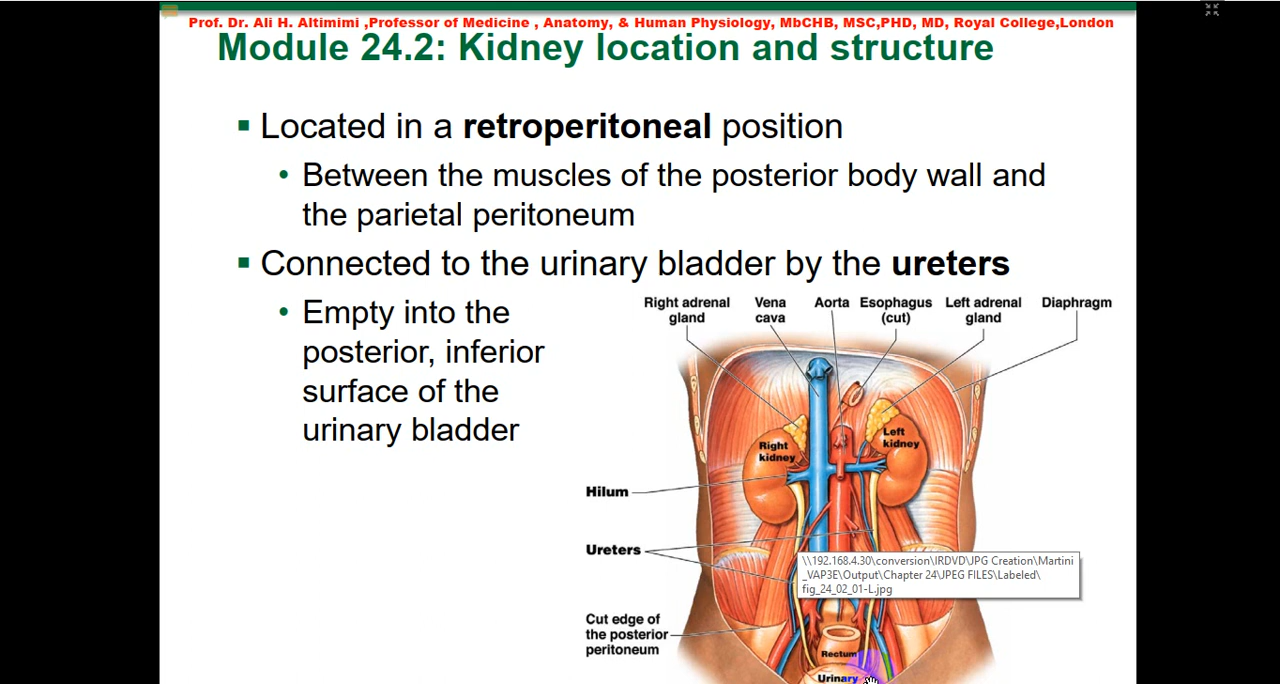 Prof. Dr. Ali H. Altimimi ,Professor of Medicine , Anatomy, & Human Physiology, MbCHB, MSC,PHD, MD, Royal College,London
Module 24.2: Kidney location and structure
Located in a retroperitoneal position
Between the muscles of the posterior body wall and
the parietal peritoneum
Connected to the urinary bladder by the ureters
Empty into the
posterior, inferior
surface of the
urinary bladder
Right adrenal
gland
Vena
cava
Aorta
Esophagus
(cut)
Left adrenal
gland
Diaphragm
Right
kidney
Left
kidney
Hilum
Ureters
\\192.168.4.30\conversion\IRDVD\JPG Creation\Martini
_VAP3E\Output\Chapter 24\JPEG FILES\Labeled\
fig_24_02_01-L.jpg
Cut edge of
the posterior
peritoneum
Rectum
Urinary